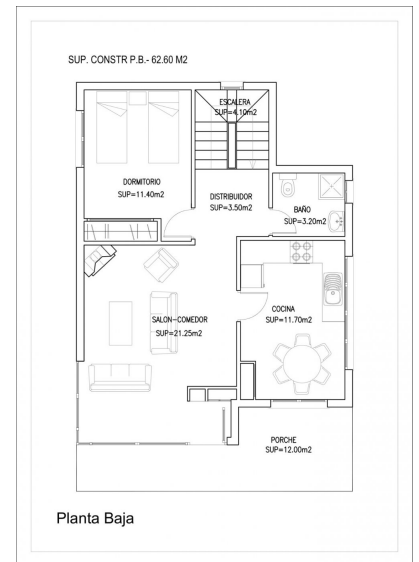 SUP. CONSTR P.B.- 62.60 M2
ESCALERA
SUP=4.10m2
DORMITORIO
SUP=11.40m2
DISTRIBUIDOR
SUP=3.50m2
BAÑO
SUP=3.20m2
SALON-COMEDOR
SUP=21.25m2
COCINA
SUP=11.70m2
PORCHE
SUP=12.00m2
Planta Baja